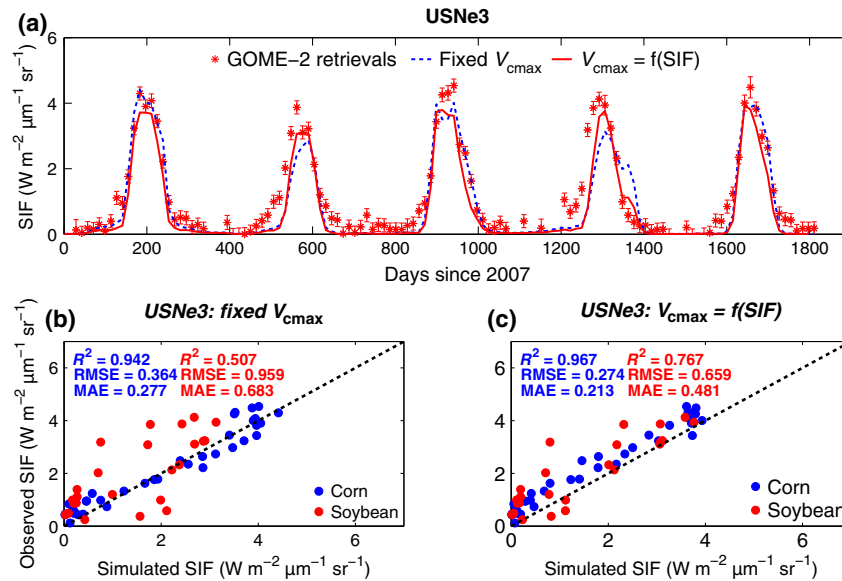 (a)
USNe3
GOME-2 retrievals Fixed Vcmax Vcmax = f(SIF)
SIF (W m−2 μm−1 sr−1)
6
4
2
0
0 200 400 600 800 1000 1200 1400 1600 1800
Days since 2007
(b) USNe3: fixed Vcmax
R2 = 0.942 R2 = 0.507
RMSE = 0.364 RMSE = 0.959
MAE = 0.277 MAE = 0.683
Observed SIF (W m−2 μm−1 sr−1)
7
6
4
2
0
Corn
Soybean
0 2 4 6
Simulated SIF (W m−2 μm−1 sr−1)
(c) USNe3: Vcmax = f(SIF)
R2 = 0.967 R2 = 0.767
RMSE = 0.274 RMSE = 0.659
MAE = 0.213 MAE = 0.481
7
6
4
2
0
Corn
Soybean
0 2 4 6
Simulated SIF (W m−2 μm−1 sr−1)